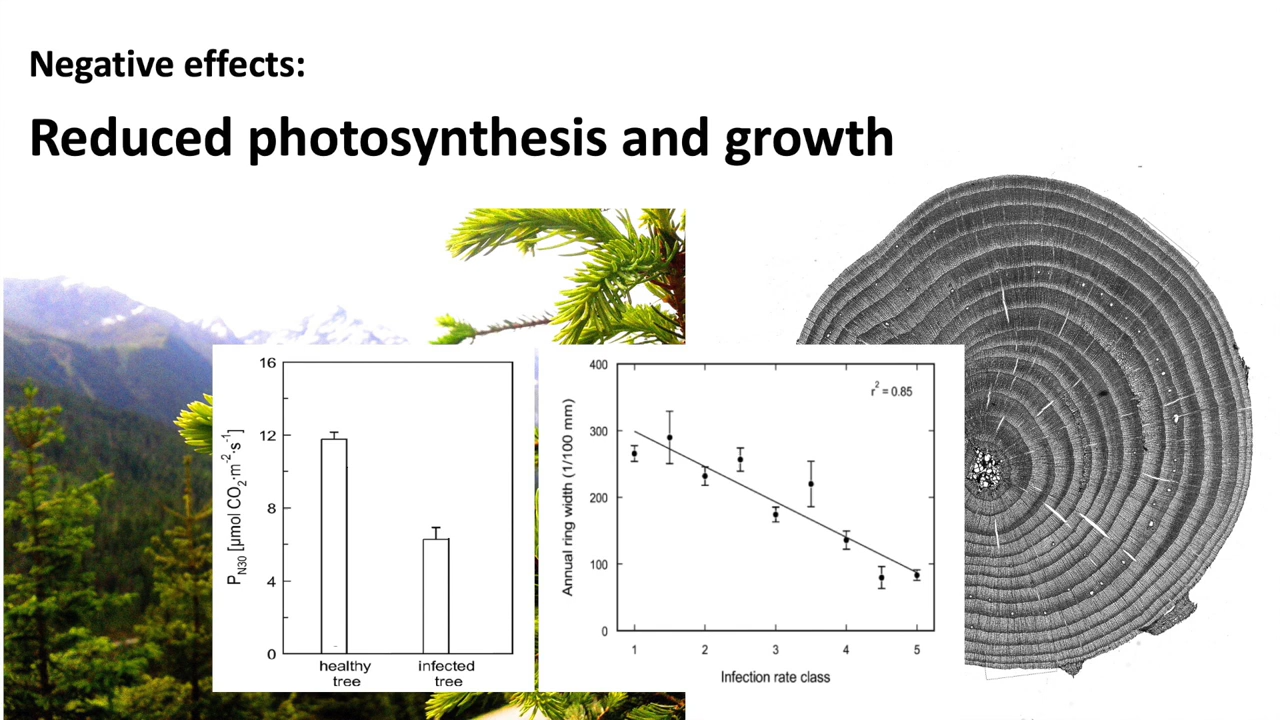 Negative effects:
Reduced photosynthesis and growth
16
12
8
4
0
P_N30 [µmol CO₂·m⁻²·s⁻¹]
healthy tree
infected tree
400
300
200
100
0
Annual ring width (1/100 mm)
r² = 0.85
1 2 3 4 5
Infection rate class